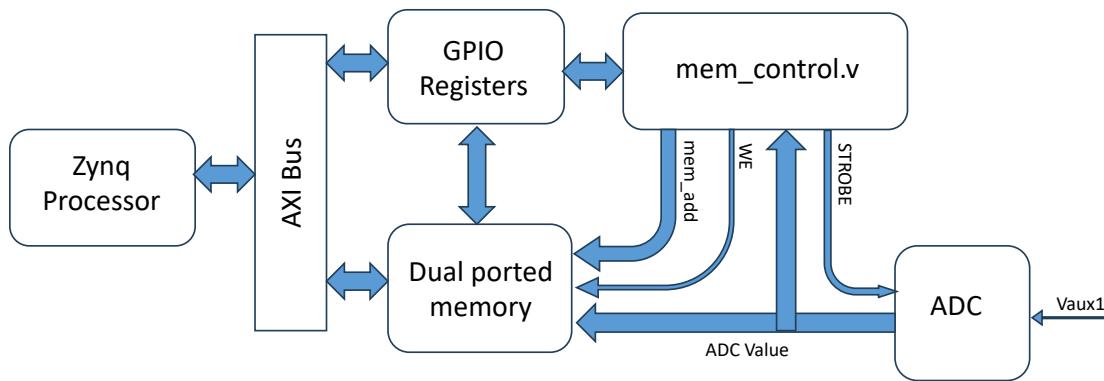 GPIO
Registers
mem_control.v
Zynq
Processor
AXI Bus
mem_add
WE
STROBE
Dual ported
memory
ADC
Vaux1
ADC Value